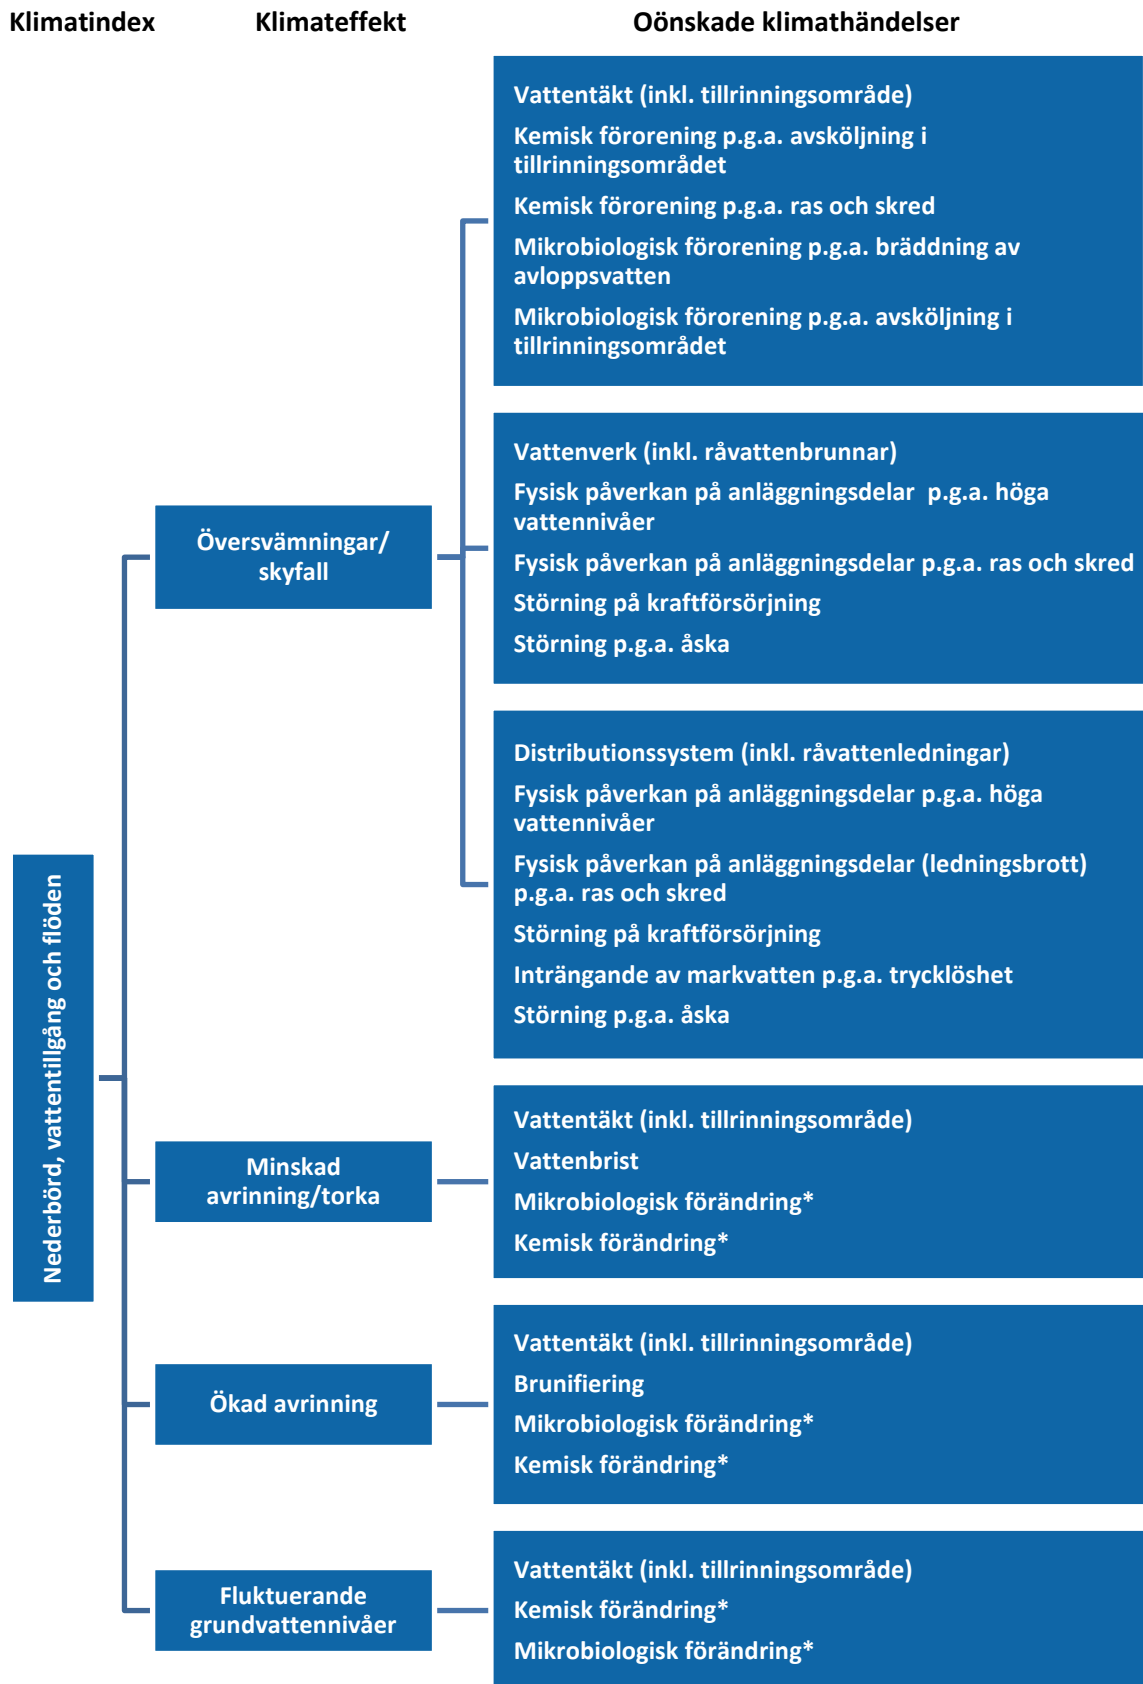 Klimatindex Klimateffekt Oönskade klimathändelser
Nederbörd, vattentillgång och flöden
Översvämningar/
skyfall
Vattentäkt (inkl. tillrinningsområde)
Kemisk förorening p.g.a. avsköljning i
tillrinningsområdet
Kemisk förorening p.g.a. ras och skred
Mikrobiologisk förorening p.g.a. bräddning av
avloppsvatten
Mikrobiologisk förorening p.g.a. avsköljning i
tillrinningsområdet
Vattenverk (inkl. råvattenbrunnar)
Fysisk påverkan på anläggningsdelar p.g.a. höga
vattennivåer
Fysisk påverkan på anläggningsdelar p.g.a. ras och skred
Störning på kraftförsörjning
Störning p.g.a. åska
Distributionssystem (inkl. råvattenledningar)
Fysisk påverkan på anläggningsdelar p.g.a. höga
vattennivåer
Fysisk påverkan på anläggningsdelar (ledningsbrott)
p.g.a. ras och skred
Störning på kraftförsörjning
Inträngande av markvatten p.g.a. trycklöshet
Störning p.g.a. åska
Minskad
avrinning/torka
Vattentäkt (inkl. tillrinningsområde)
Vattenbrist
Mikrobiologisk förändring*
Kemisk förändring*
Ökad avrinning
Vattentäkt (inkl. tillrinningsområde)
Brunifiering
Mikrobiologisk förändring*
Kemisk förändring*
Fluktuerande
grundvattennivåer
Vattentäkt (inkl. tillrinningsområde)
Kemisk förändring*
Mikrobiologisk förändring*